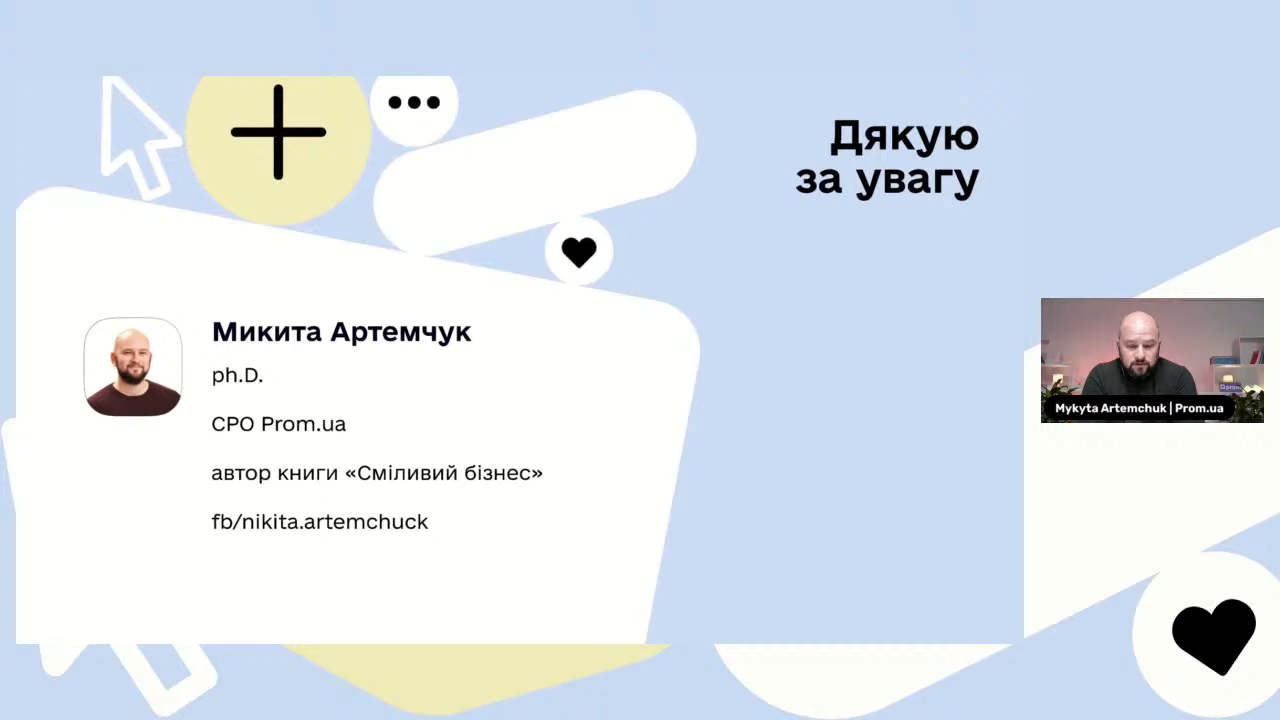 Дякую
за увагу
Микита Артемчук
ph.D.
CPO Prom.ua
автор книги «Сміливий бізнес»
fb/nikita.artemchuck
Mykyta Artemchuk | Prom.ua